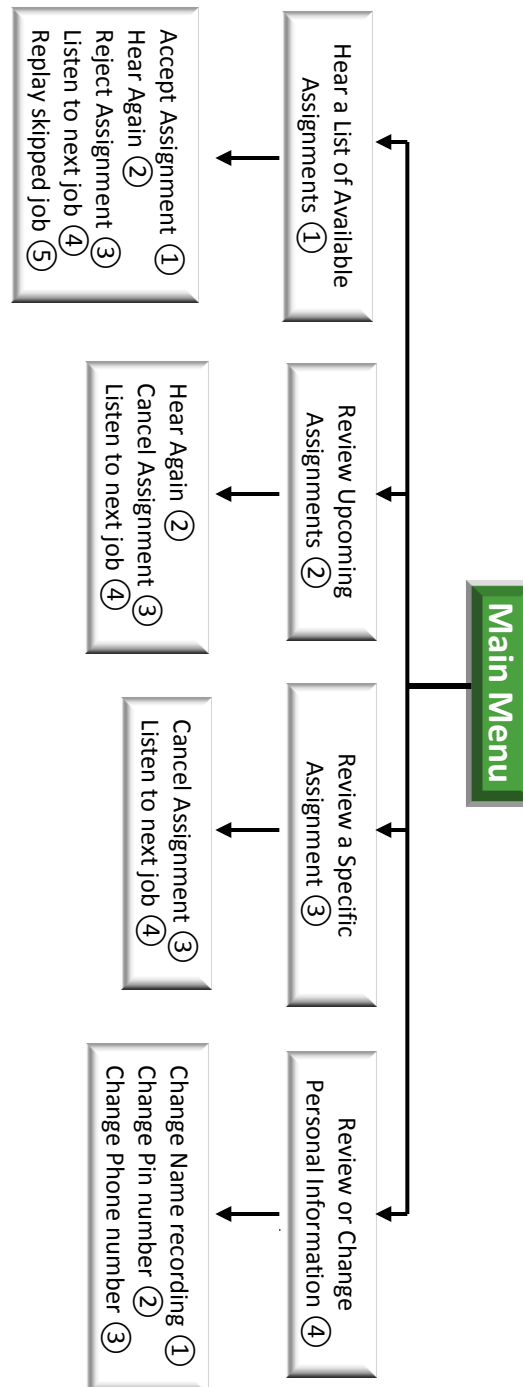 Main Menu
Hear a List of Available
Assignments ①
Accept Assignment ①
Hear Again ②
Reject Assignment ③
Listen to next job ④
Replay skipped job ⑤
Review Upcoming
Assignments ②
Hear Again ②
Cancel Assignment ③
Listen to next job ④
Review a Specific
Assignment ③
Cancel Assignment ③
Listen to next job ④
Review or Change
Personal Information ④
Change Name recording ①
Change Pin number ②
Change Phone number ③